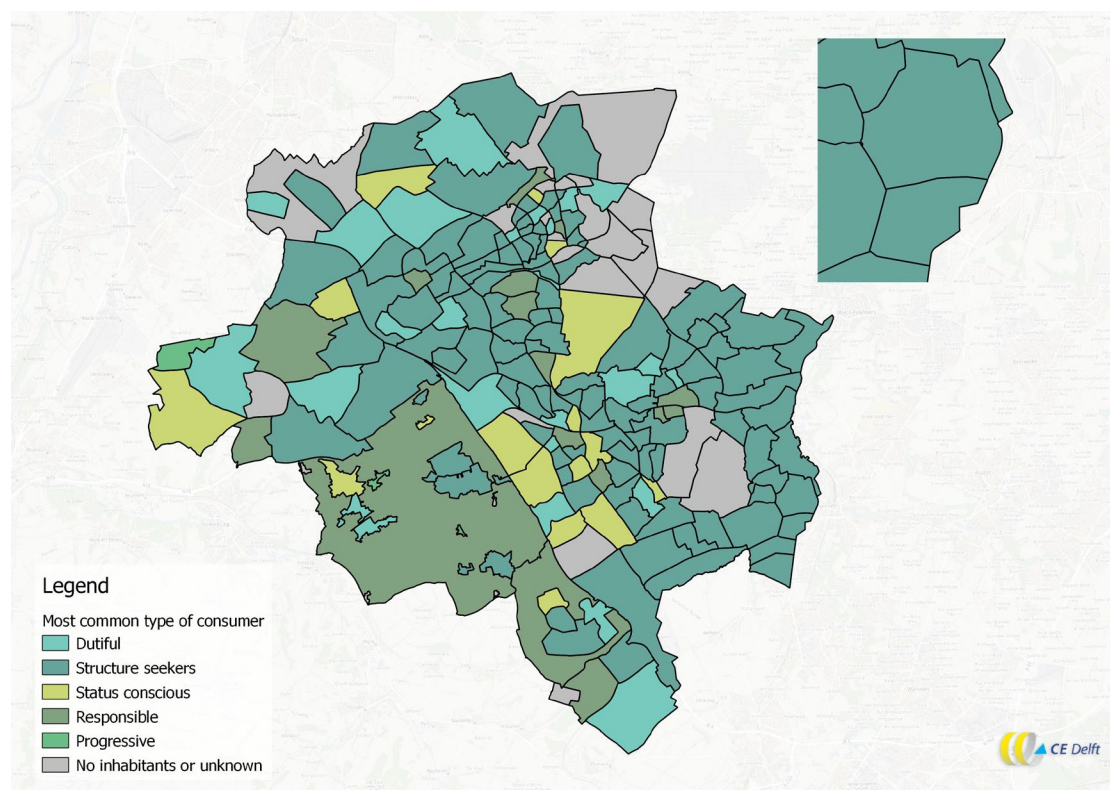 Legend
Most common type of consumer
Dutiful
Structure seekers
Status conscious
Responsible
Progressive
No inhabitants or unknown
CE Delft